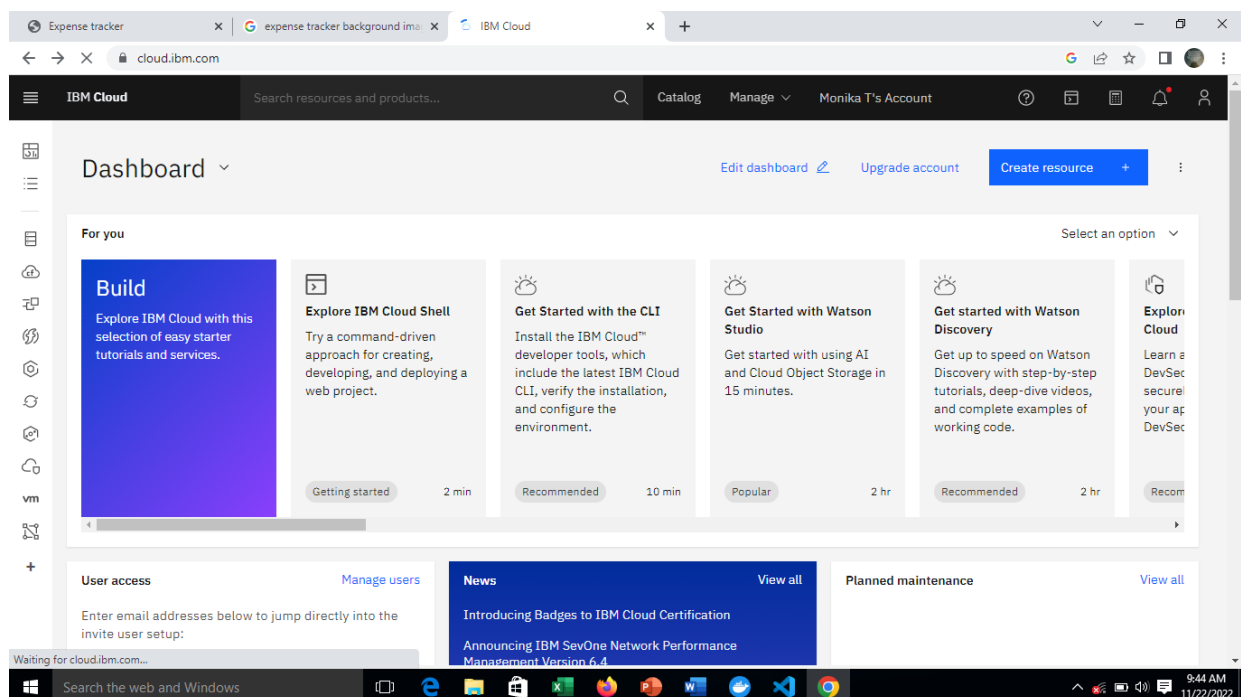 Expense tracker
expense tracker background ima
IBM Cloud
cloud.ibm.com
IBM Cloud
Search resources and products...
Catalog
Manage
Monika T's Account
Dashboard
Edit dashboard
Upgrade account
Create resource +
For you
Select an option
Build
Explore IBM Cloud with this
selection of easy starter
tutorials and services.
Explore IBM Cloud Shell
Try a command-driven
approach for creating,
developing, and deploying a
web project.
Getting started
2 min
Get Started with the CLI
Install the IBM Cloud™
developer tools, which
include the latest IBM Cloud
CLI, verify the installation,
and configure the
environment.
Recommended
10 min
Get Started with Watson
Studio
Get started with using AI
and Cloud Object Storage in
15 minutes.
Popular
2 hr
Get started with Watson
Discovery
Get up to speed on Watson
Discovery with step-by-step
tutorials, deep-dive videos,
and complete examples of
working code.
Recommended
2 hr
Explor
Cloud
Learn a
DevSec
secure
your ap
DevSec
Recom
vm
User access
Manage users
Enter email addresses below to jump directly into the
invite user setup:
News
View all
Introducing Badges to IBM Cloud Certification
Announcing IBM SevOne Network Performance
Management Version 6.4
Planned maintenance
View all
Waiting for cloud.ibm.com...
Search the web and Windows
9:44 AM
11/22/2022